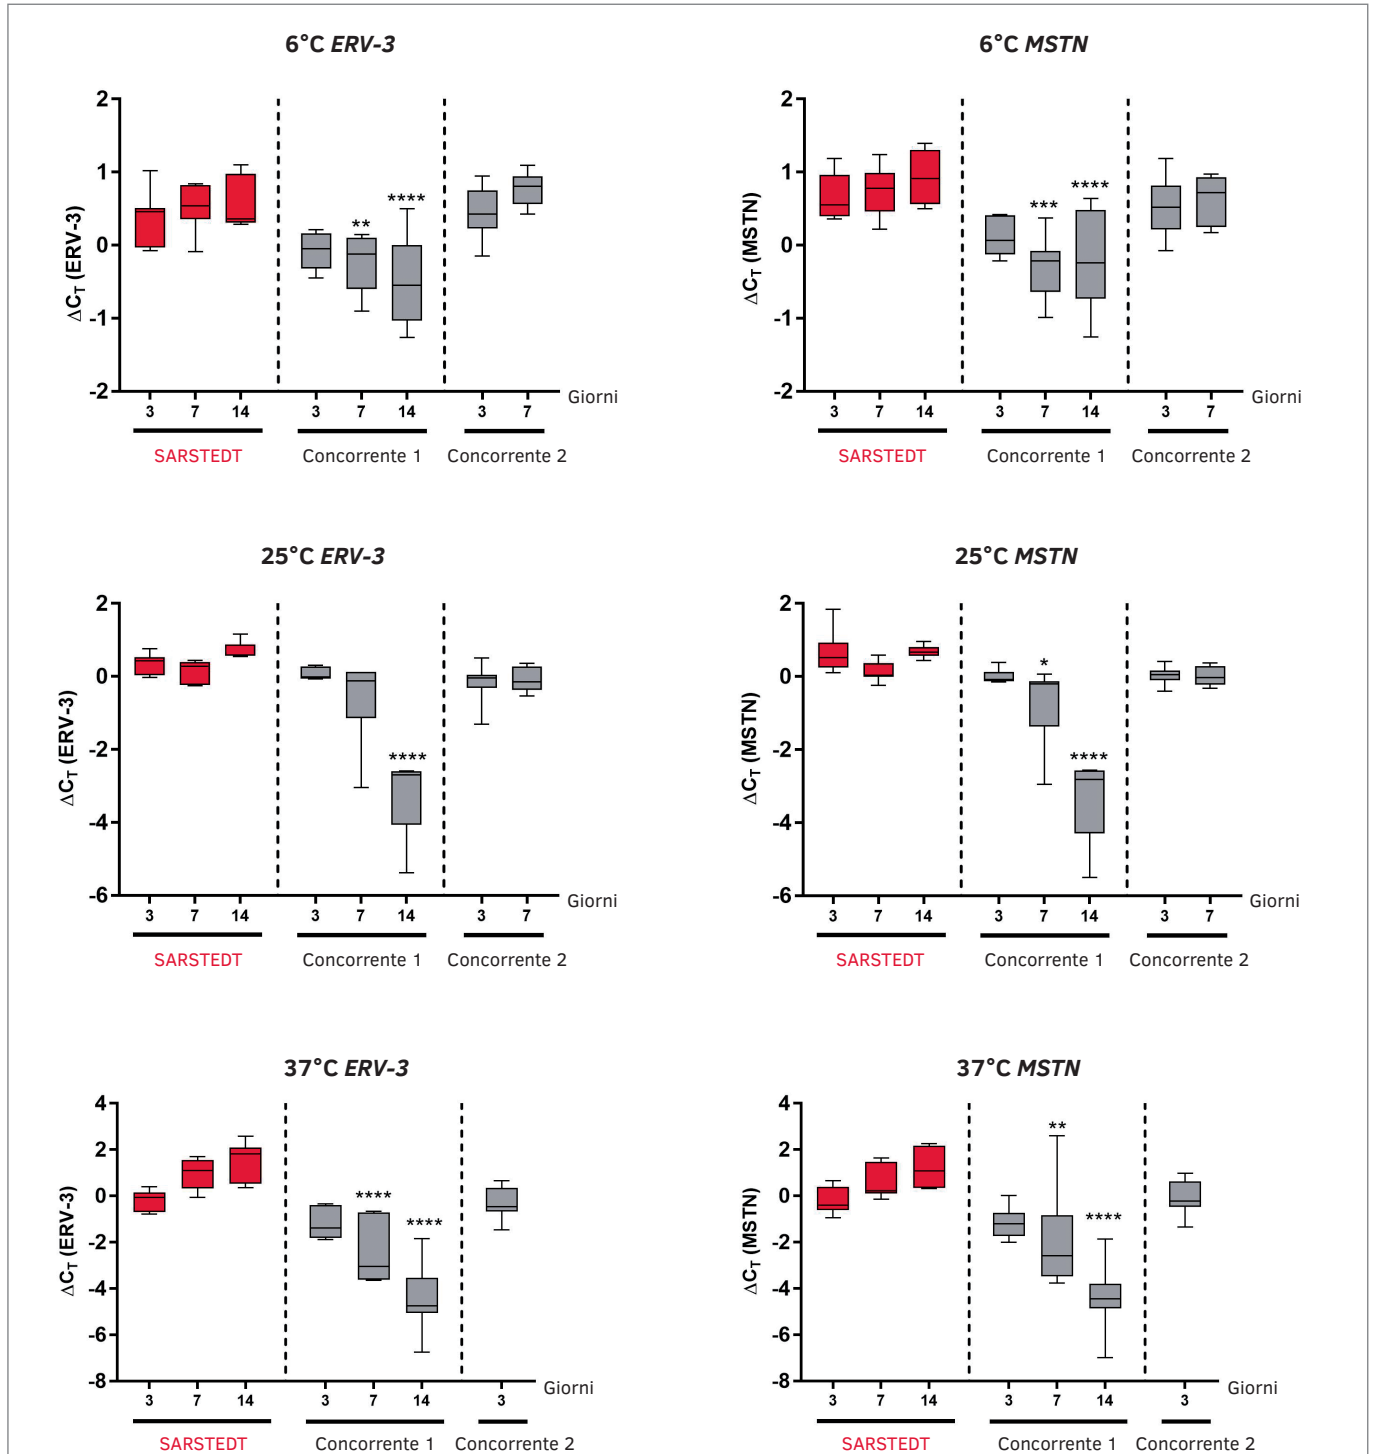 6°C ERV-3
6°C MSTN
2
1
0
-1
-2
ΔCT (ERV-3)
** ****
3 7 14 3 7 14 3 7 Giorni
SARSTEDT Concorrente 1 Concorrente 2
2
1
0
-1
-2
ΔCT (MSTN)
*** ****
3 7 14 3 7 14 3 7 Giorni
SARSTEDT Concorrente 1 Concorrente 2
25°C ERV-3
25°C MSTN
2
0
-2
-4
-6
ΔCT (ERV-3)
****
3 7 14 3 7 14 3 7 Giorni
SARSTEDT Concorrente 1 Concorrente 2
2
0
-2
-4
-6
ΔCT (MSTN)
* ****
3 7 14 3 7 14 3 7 Giorni
SARSTEDT Concorrente 1 Concorrente 2
37°C ERV-3
37°C MSTN
4
2
0
-2
-4
-6
-8
ΔCT (ERV-3)
**** ****
3 7 14 3 7 14 3 Giorni
SARSTEDT Concorrente 1 Concorrente 2
4
2
0
-2
-4
-6
-8
ΔCT (MSTN)
** ****
3 7 14 3 7 14 3 Giorni
SARSTEDT Concorrente 1 Concorrente 2